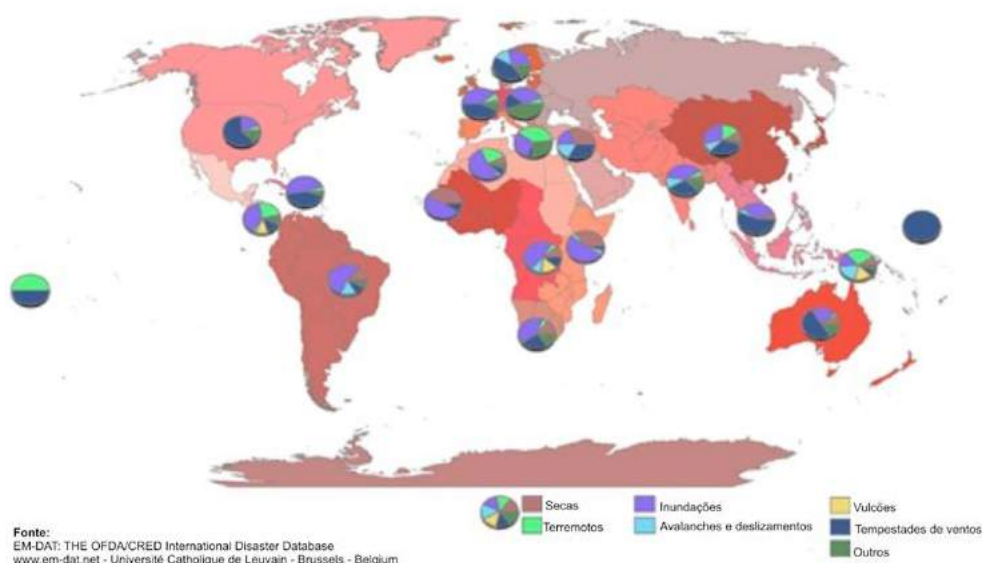 Secas
Terremotos
Inundações
Avalanches e deslizamentos
Vulcões
Tempestades de ventos
Outros
Fonte:
EM-DAT: THE OFDA/CRED International Disaster Database
www.em-dat.net - Université Catholique de Louvain - Brussels - Belgium